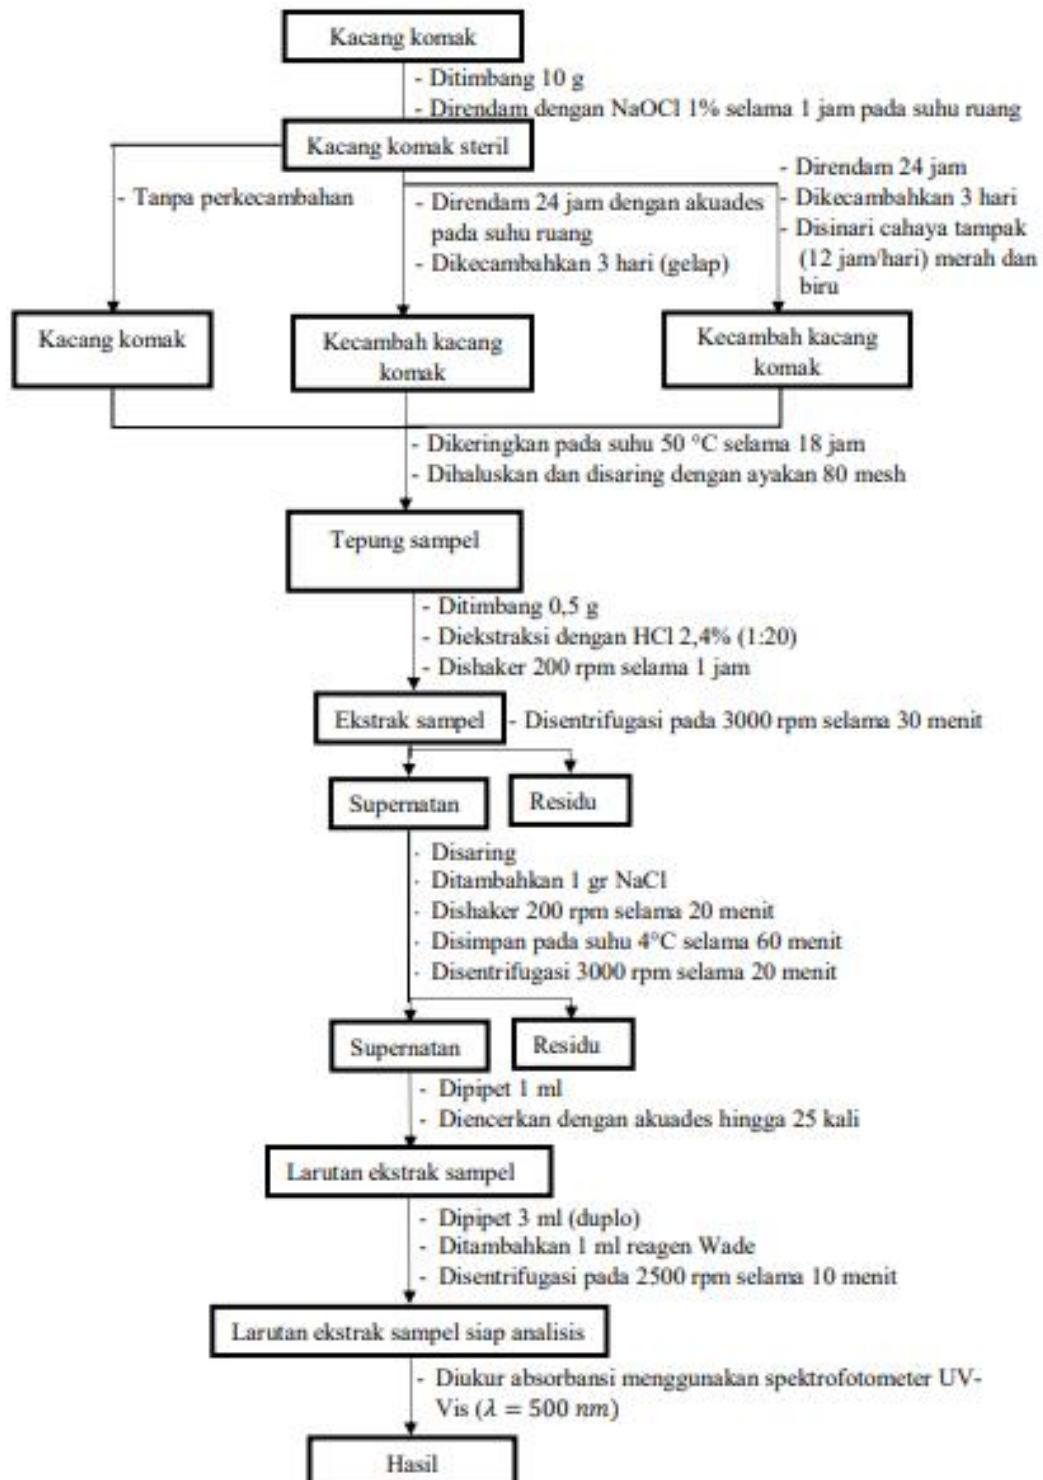 Kacang komak
- Ditimbang 10 g
- Direndam dengan NaOCl 1% selama 1 jam pada suhu ruang
Kacang komak steril
- Tanpa perkecambahan
- Direndam 24 jam dengan akuades
pada suhu ruang
- Dikecambahkan 3 hari (gelap)
- Direndam 24 jam
- Dikecambahkan 3 hari
- Disinari cahaya tampak
(12 jam/hari) merah dan
biru
Kacang komak
Kecambah kacang
komak
Kecambah kacang
komak
- Dikeringkan pada suhu 50 °C selama 18 jam
- Dihaluskan dan disaring dengan ayakan 80 mesh
Tepung sampel
- Ditimbang 0,5 g
- Diekstraksi dengan HCl 2,4% (1:20)
- Dishaker 200 rpm selama 1 jam
Ekstrak sampel
- Disentrifugasi pada 3000 rpm selama 30 menit
Supernatan
Residu
- Disaring
- Ditambahkan 1 gr NaCl
- Dishaker 200 rpm selama 20 menit
- Disimpan pada suhu 4°C selama 60 menit
- Disentrifugasi 3000 rpm selama 20 menit
Supernatan
Residu
- Dipipet 1 ml
- Diencerkan dengan akuades hingga 25 kali
Larutan ekstrak sampel
- Dipipet 3 ml (duplo)
- Ditambahkan 1 ml reagen Wade
- Disentrifugasi pada 2500 rpm selama 10 menit
Larutan ekstrak sampel siap analisis
- Diukur absorbansi menggunakan spektrofotometer UV-
Vis (λ = 500 nm)
Hasil